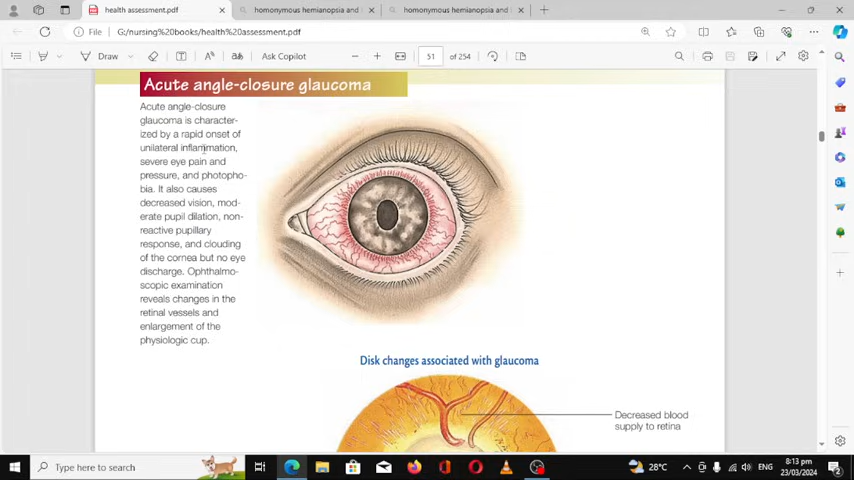 health assessment.pdf
homonymous hemianopsia and
homonymous hemianopsia and
File
G:/nursing%20books/health%20assessment.pdf
Draw
Ask Copilot
51
of 254
Acute angle-closure glaucoma
Acute angle-closure
glaucoma is character-
ized by a rapid onset of
unilateral inflammation,
severe eye pain and
pressure, and photopho-
bia. It also causes
decreased vision, mod-
erate pupil dilation, non-
reactive pupillary
response, and clouding
of the cornea but no eye
discharge. Ophthalmo-
scopic examination
reveals changes in the
retinal vessels and
enlargement of the
physiologic cup.
Disk changes associated with glaucoma
Decreased blood
supply to retina
Type here to search
28°C
ENG
8:13 pm
23/03/2024
2